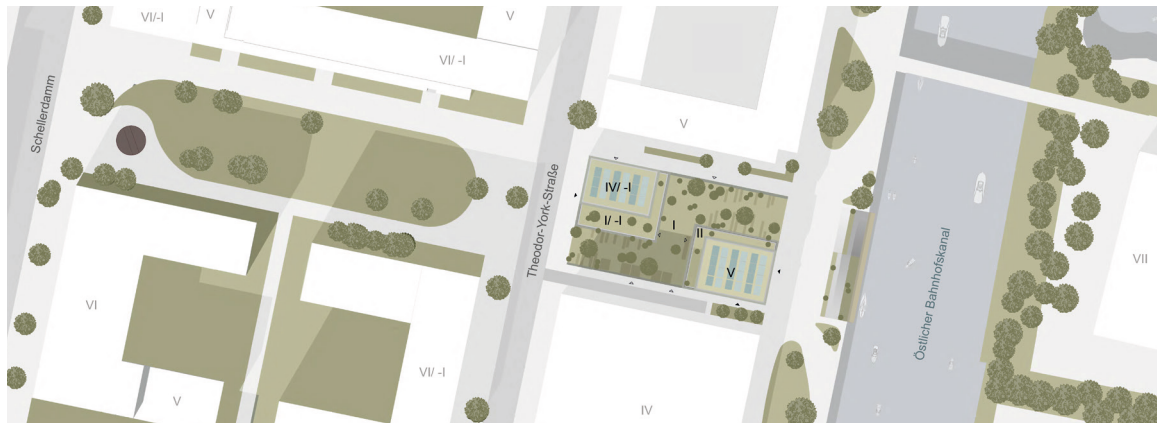 VI/-I
V
V
VI/ -I
V
Schellerdamm
Theodor-York-Straße
IV/ -I
I/ -I
I
II
V
Östlicher Bahnhofskanal
VII
VI
V
VI/ -I
IV